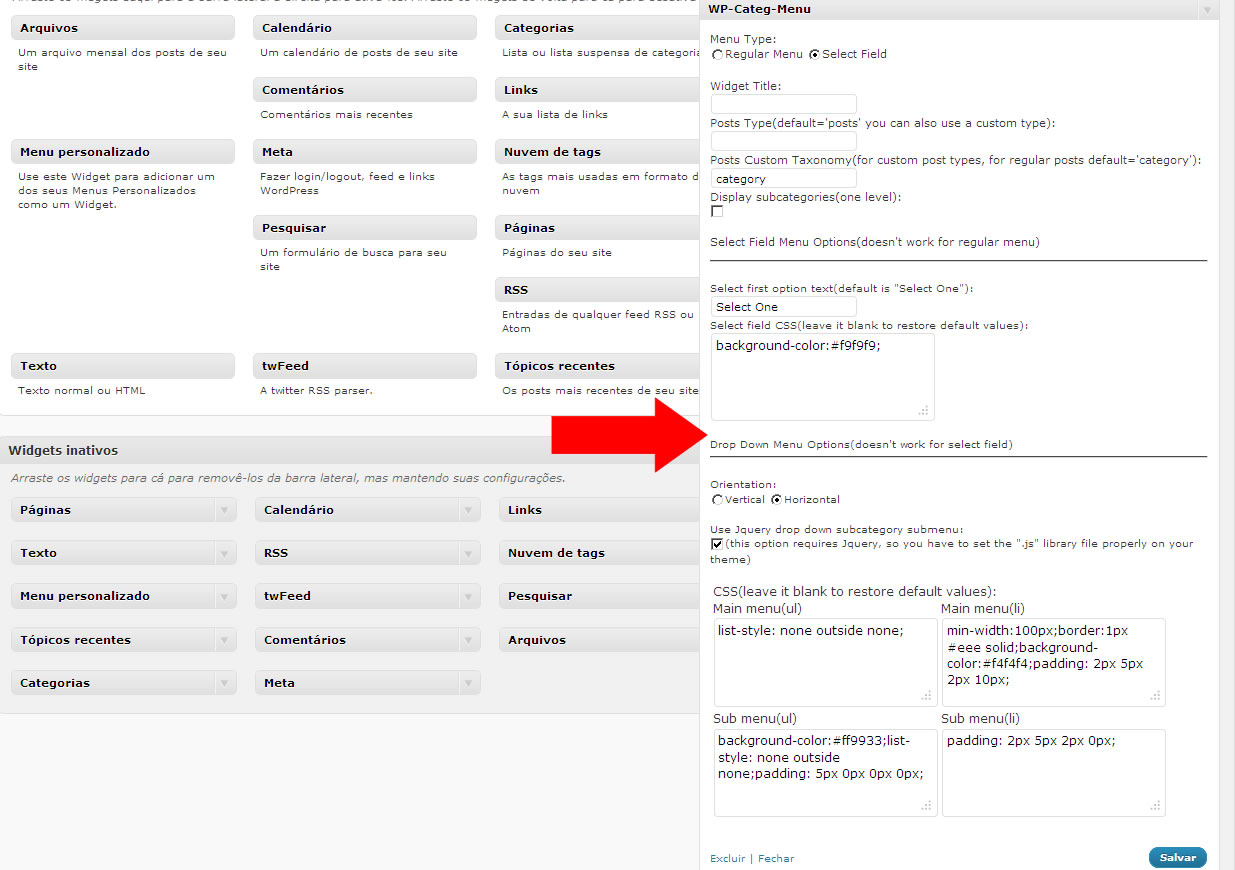 Arquivos
Um arquivo mensal dos posts de seu
site
Calendário
Um calendário de posts de seu site
Categorias
Lista ou lista suspensa de categoria
Comentários
Comentários mais recentes
Links
A sua lista de links
Menu personalizado
Use este Widget para adicionar um
dos seus Menus Personalizados
como um Widget.
Meta
Fazer login/logout, feed e links
WordPress
Nuvem de tags
As tags mais usadas em formato d
nuvem
Pesquisar
Um formulário de busca para seu
site
Páginas
Páginas do seu site
RSS
Entradas de qualquer feed RSS ou
Atom
Texto
Texto normal ou HTML
twFeed
A twitter RSS parser.
Tópicos recentes
Os posts mais recentes de seu site
Widgets inativos
Arraste os widgets para cá para removê-los da barra lateral, mas mantendo suas configurações.
Páginas
Calendário
Links
Texto
RSS
Nuvem de tags
Menu personalizado
twFeed
Pesquisar
Tópicos recentes
Comentários
Arquivos
Categorias
Meta
WP-Categ-Menu
Menu Type:
Regular Menu Select Field
Widget Title:
Posts Type(default='posts' you can also use a custom type):
Posts Custom Taxonomy(for custom post types, for regular posts default='category'):
category
Display subcategories(one level):
Select Field Menu Options(doesn't work for regular menu)
Select first option text(default is "Select One"):
Select One
Select field CSS(leave it blank to restore default values):
background-color:#f9f9f9;
Drop Down Menu Options(doesn't work for select field)
Orientation:
Vertical Horizontal
Use Jquery drop down subcategory submenu:
(this option requires Jquery, so you have to set the ".js" library file properly on your
theme)
CSS(leave it blank to restore default values):
Main menu(ul)
list-style: none outside none;
Main menu(li)
min-width:100px;border:1px
#eee solid;background-
color:#f4f4f4;padding: 2px 5px
2px 10px;
Sub menu(ul)
background-color:#ff9933;list-
style: none outside
none;padding: 5px 0px 0px 0px;
Sub menu(li)
padding: 2px 5px 2px 0px;
Excluir | Fechar
Salvar